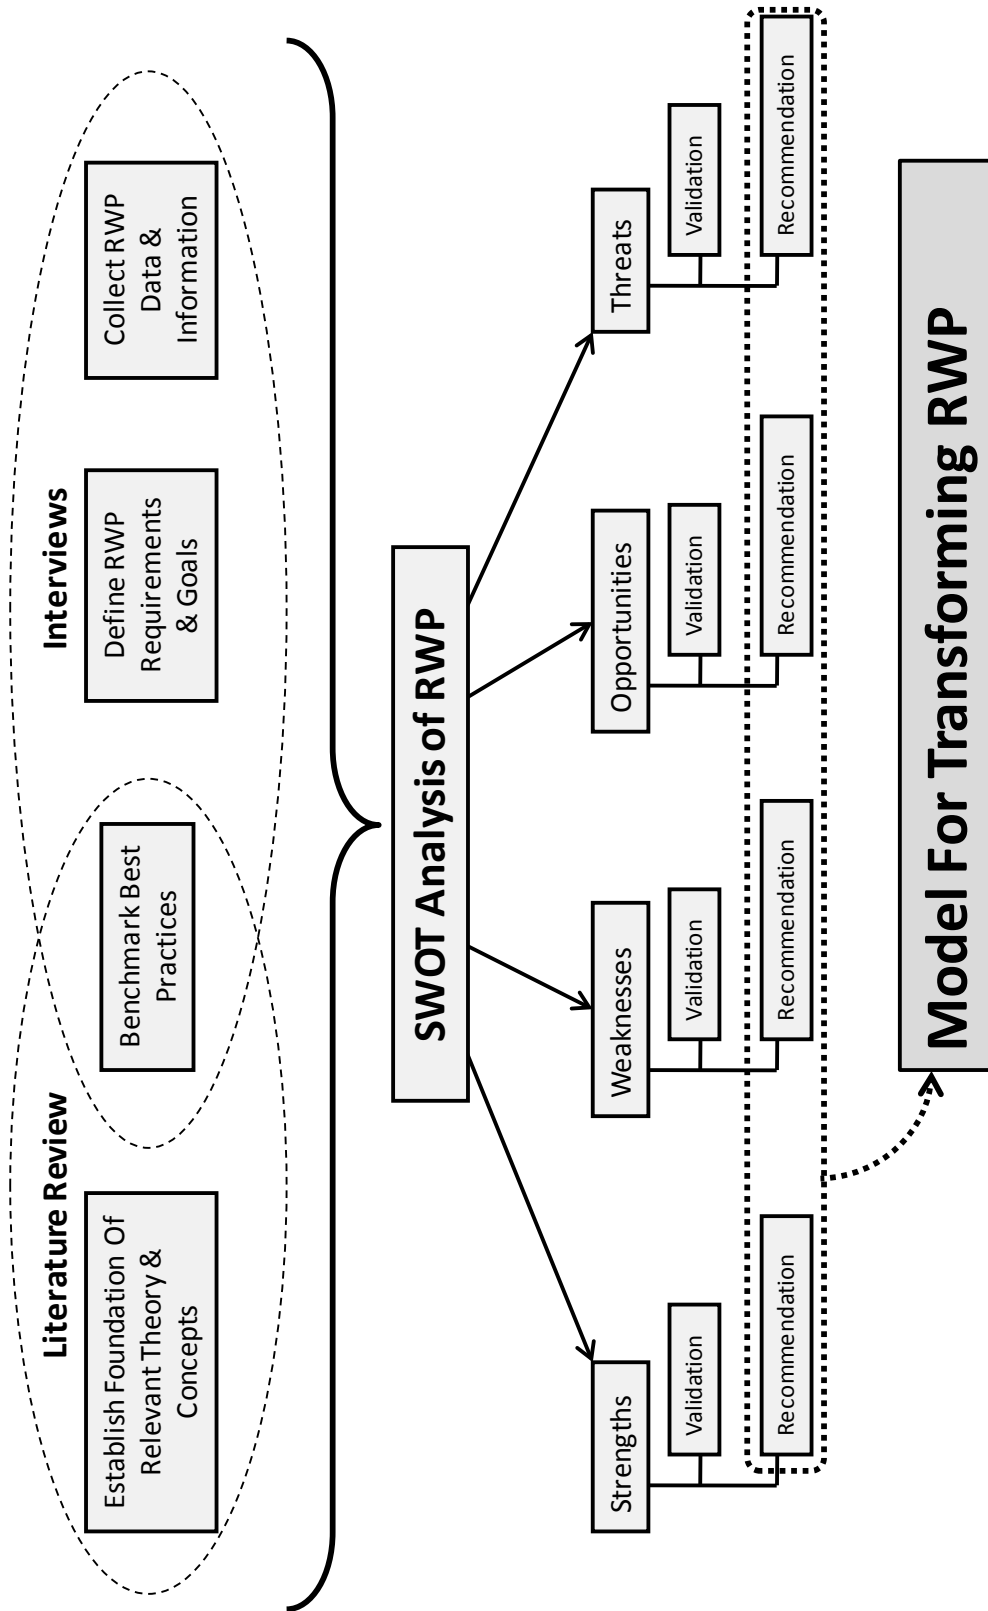 Literature Review
Interviews
Establish Foundation Of
Relevant Theory &
Concepts
Benchmark Best
Practices
Define RWP
Requirements
& Goals
Collect RWP
Data &
Information
SWOT Analysis of RWP
Strengths
Weaknesses
Opportunities
Threats
Validation
Validation
Validation
Validation
Recommendation
Recommendation
Recommendation
Recommendation
Model For Transforming RWP